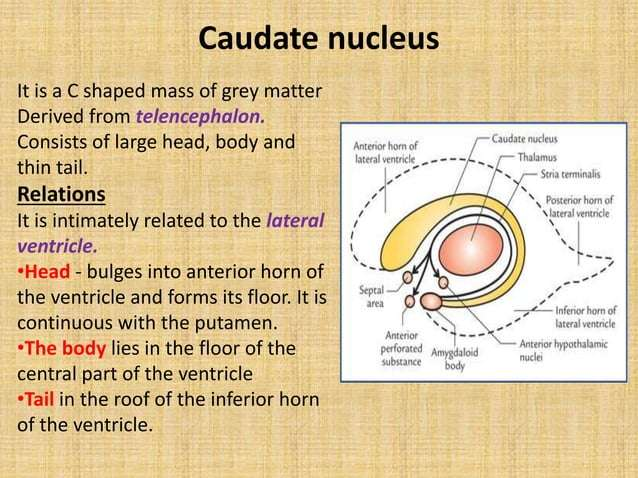 Caudate nucleus
It is a C shaped mass of grey matter
Derived from telencephalon.
Consists of large head, body and
thin tail.
Relations
It is intimately related to the lateral
ventricle.
•Head - bulges into anterior horn of
the ventricle and forms its floor. It is
continuous with the putamen.
•The body lies in the floor of the
central part of the ventricle
•Tail in the roof of the inferior horn
of the ventricle.
Anterior horn of
lateral ventricle
Caudate nucleus
Thalamus
Stria terminalis
Posterior horn of
lateral ventricle
Septal
area
Anterior
perforated
substance
Amygdaloid
body
Inferior horn of
lateral ventricle
Anterior hypothalamic
nuclei